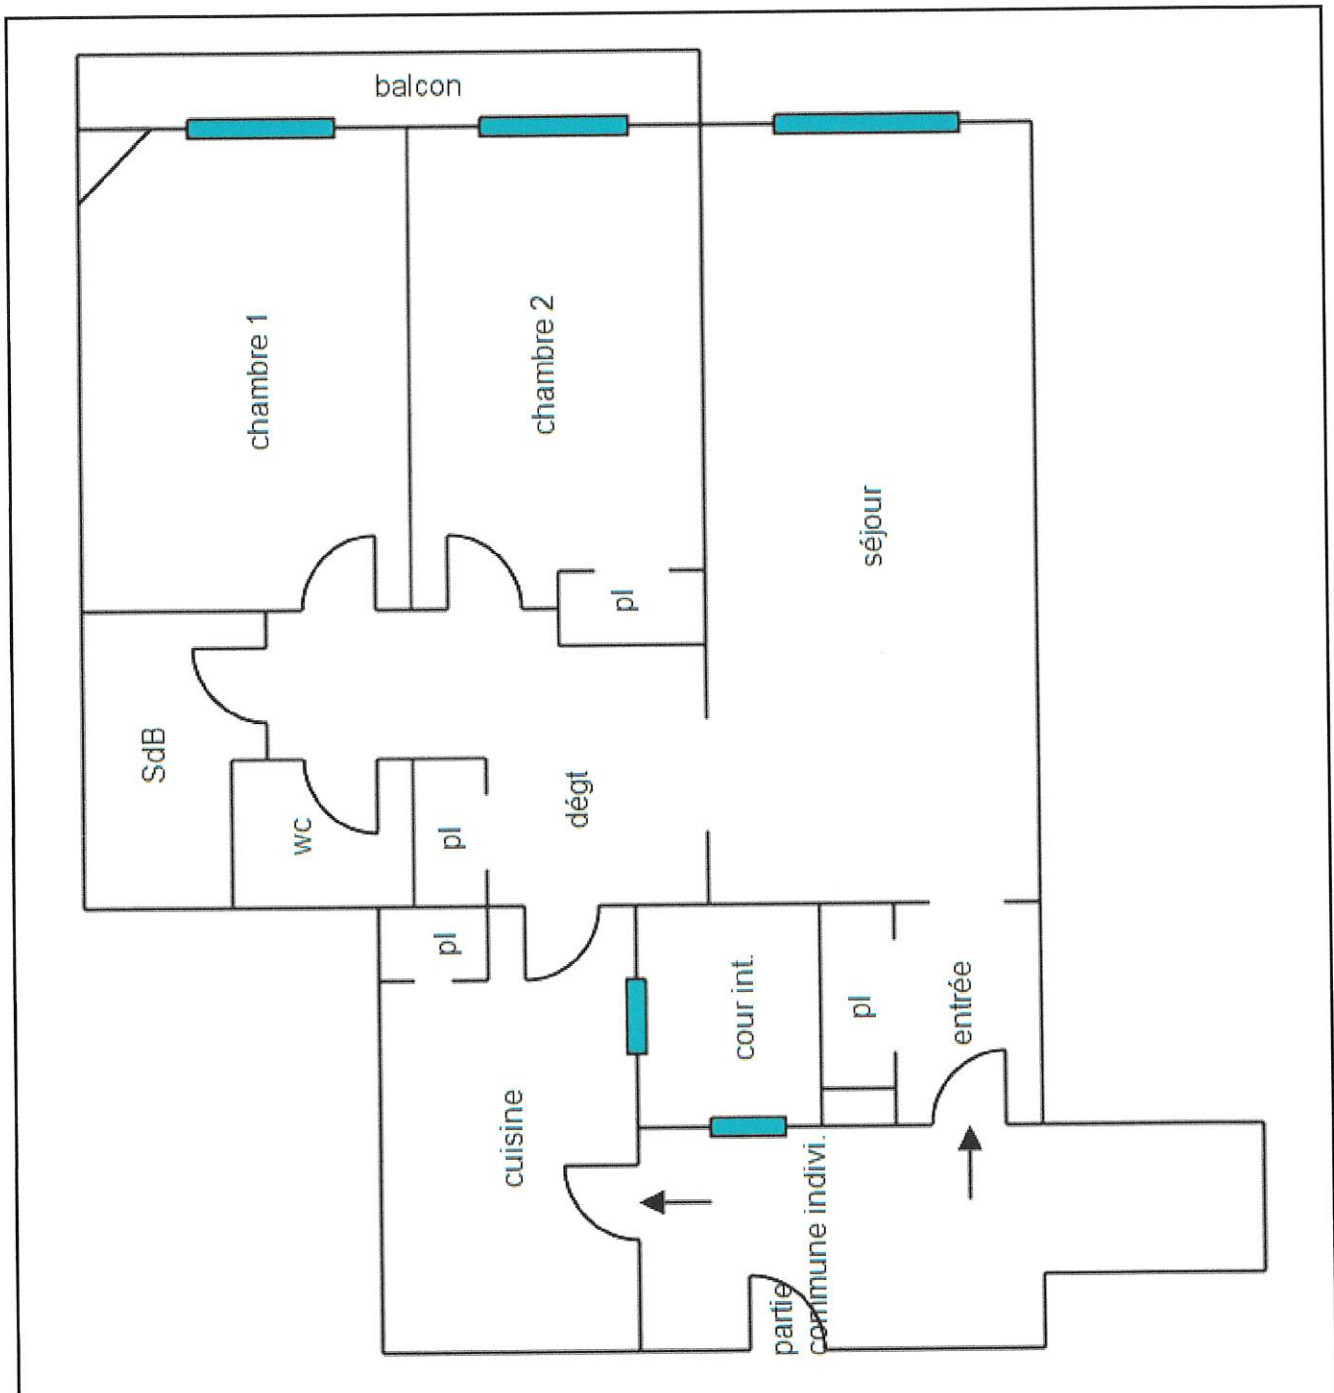 balcon
chambre 1
chambre 2
séjour
pl
SdB
wc
pl
dégt
pl
cuisine
cour int.
pl
entrée
partie
commune indivi.